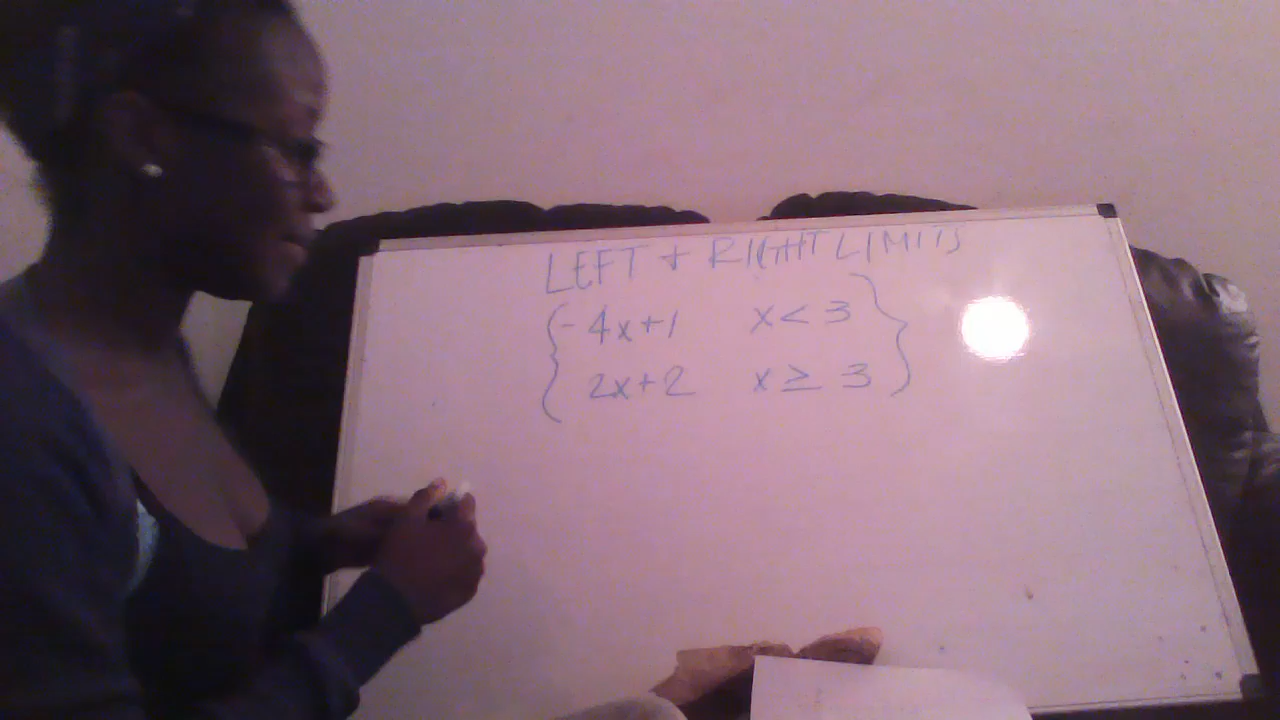 LEFT + RIGHT LIMITS
{ -4x+1 x < 3 }
2x+2 x ≥ 3